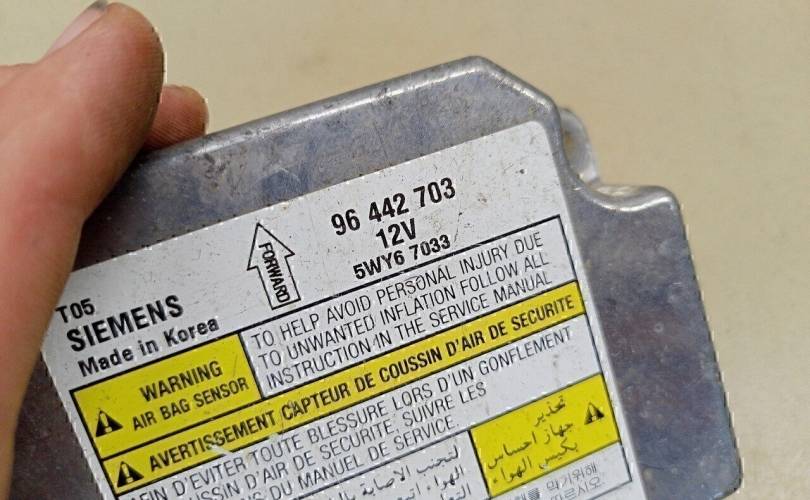 96 442 703
12V
5WY6 7033
FORWARD
T05
SIEMENS
Made in Korea
WARNING
AIR BAG SENSOR
TO HELP AVOID PERSONAL INJURY DUE
TO UNWANTED INFLATION FOLLOW ALL
INSTRUCTION IN THE SERVICE MANUAL
AVERTISSEMENT CAPTEUR DE COUSSIN D'AIR DE SECURITE
AFIN D'EVITER TOUTE BLESSURE LORS D'UN GONFLEMENT
D'AIR DE SECURITE, SUIVRE LES
DU MANUEL DE SERVICE.
تحذير
جهاز احساس
بكيس الهواء
لتجنب الاصابة
الهواء